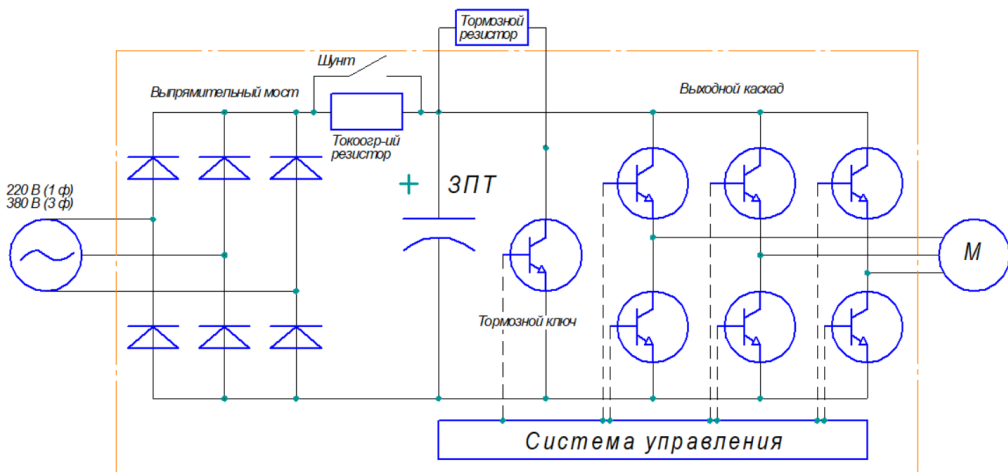 Тормозной
резистор
Шунт
Выпрямительный мост
Выходной каскад
Токоогр-ий
резистор
220 В (1 ф)
380 В (3 ф)
+ ЗПТ
М
Тормозной ключ
Система управления